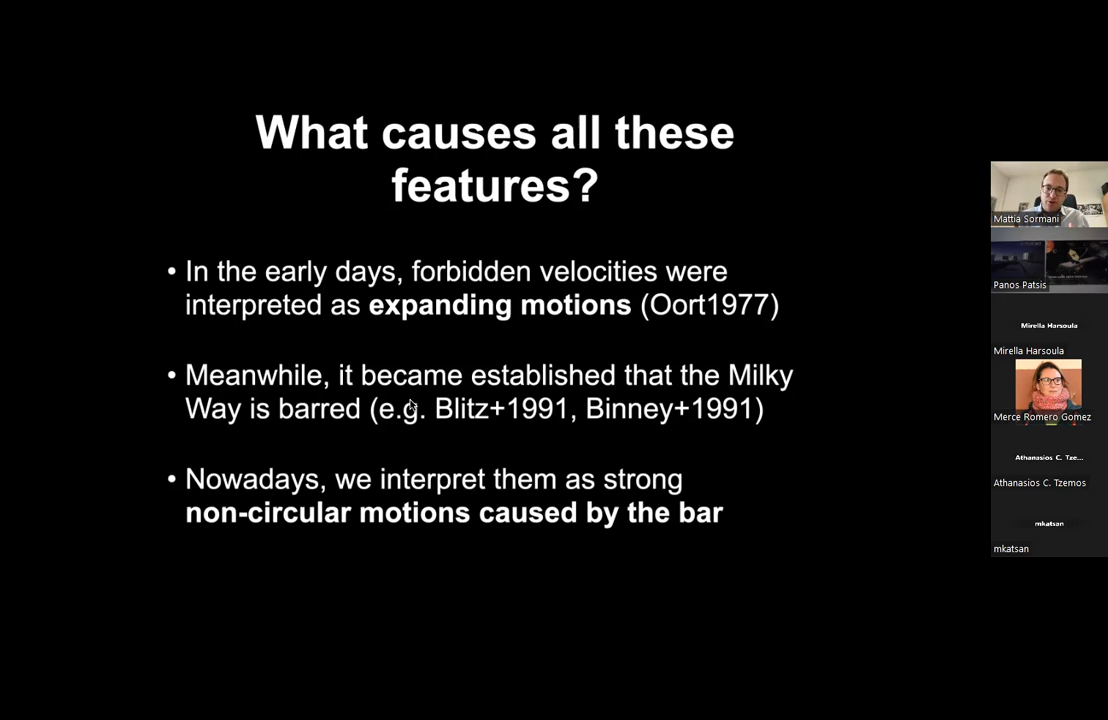 What causes all these
features?
• In the early days, forbidden velocities were
interpreted as expanding motions (Oort1977)
• Meanwhile, it became established that the Milky
Way is barred (e.g. Blitz+1991, Binney+1991)
• Nowadays, we interpret them as strong
non-circular motions caused by the bar
Mattia Sormani
Panos Patsis
Mirella Harsoula
Mirella Harsoula
Merce Romero Gomez
Athanasios C. Tze...
Athanasios C. Tzemos
mkatsan
mkatsan